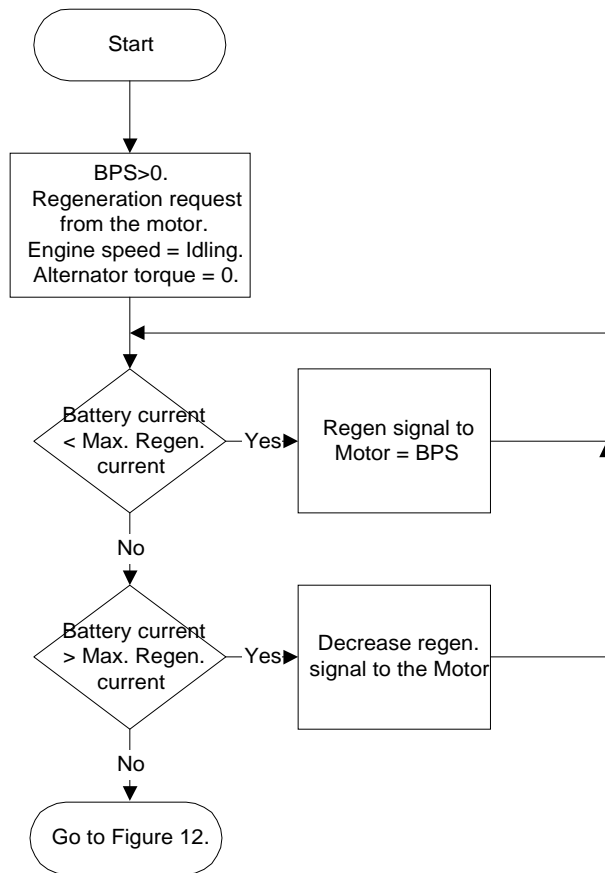 Start
BPS>0.
Regeneration request
from the motor.
Engine speed = Idling.
Alternator torque = 0.
Battery current
< Max. Regen.
current
Yes
Regen signal to
Motor = BPS
No
Battery current
> Max. Regen.
current
Yes
Decrease regen.
signal to the Motor
No
Go to Figure 12.